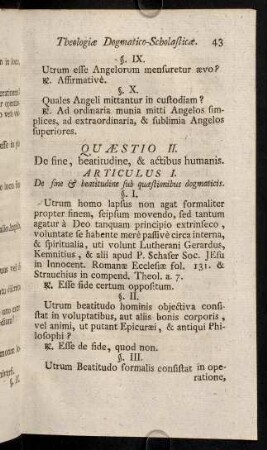 Theologiæ Dogmatico-Scholasticæ. 43
§. IX.
Utrum esse Angelorum mensuretur ævo?
℞. Affirmativè.
§. X.
Quales Angeli mittantur in custodiam?
℞. Ad ordinaria munia mitti Angelos sim-
plices, ad extraordinaria, & sublimia Angelos
superiores.
QUÆSTIO II.
De fine, beatitudine, & actibus humanis.
ARTICULUS I.
De fine & beatitudine sub quæstionibus dogmaticis.
§. I.
Utrum homo lapsus non agat formaliter
propter finem, seipsum movendo, sed tantum
agatur à Deo tanquam principio extrinseco,
voluntate se habente merè passivè circa interna,
& spiritualia, uti volunt Lutherani Gerardus,
Kemnitius, & alii apud P. Schafer Soc. JEsu
in Innocent. Romanæ Ecclesiæ fol. 131. &
Strauchius in compend. Theol. a. 7.
℞. Esse fide certum oppositum.
§. II.
Utrum beatitudo hominis objectiva consi-
stat in voluptatibus, aut aliis bonis corporis,
vel animi, ut putant Epicuræi, & antiqui Phi-
losophi?
℞. Esse de fide, quod non.
§. III.
Utrum Beatitudo formalis consistat in ope-
ratione,